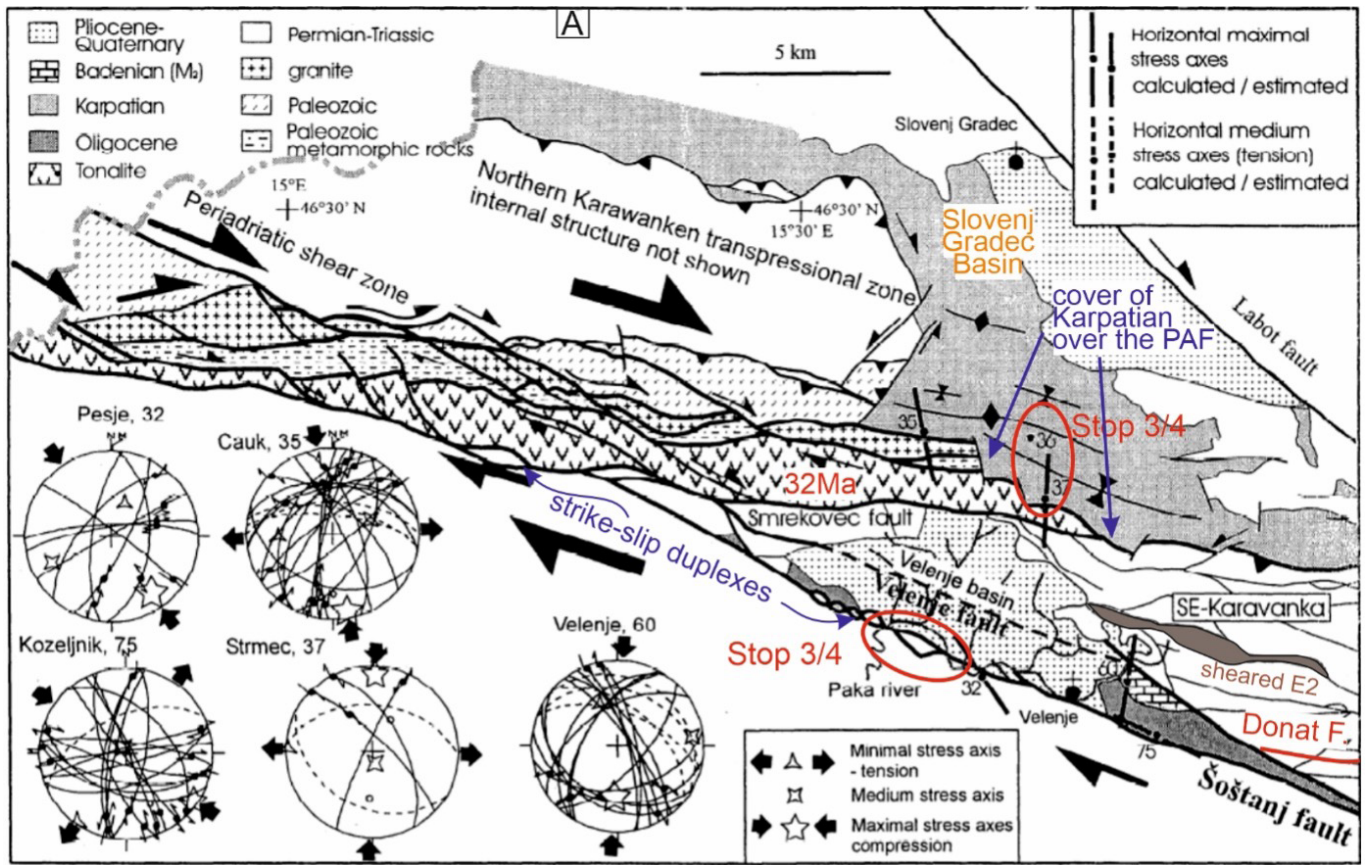 A
Pliocene-
Quaternary
Badenian (M₂)
Karpatian
Oligocene
Tonalite
Permian-Triassic
granite
Paleozoic
Paleozoic
metamorphic rocks
5 km
Slovenj Gradec
Horizontal maximal
stress axes
calculated / estimated
Horizontal medium
stress axes (tension)
calculated / estimated
15°E
46°30' N
Periadriatic shear zone
Northern Karawanken transpressional zone
internal structure not shown
46°30' N
15°30' E
Slovenj
Gradec
Basin
cover of
Karpatian
over the PAF
Labot fault
35
36
37
Stop 3/4
32Ma
Smrekovec fault
strike-slip duplexes
Velenje basin
Velenje fault
SE-Karavanka
sheared E2
Stop 3/4
Paka river
32
Velenje
60
75
Donat F.
Šoštanj fault
Pesje, 32
Cauk, 35
Kozeljnik, 75
Strmec, 37
Velenje, 60
Minimal stress axis
- tension
Medium stress axis
Maximal stress axes
compression